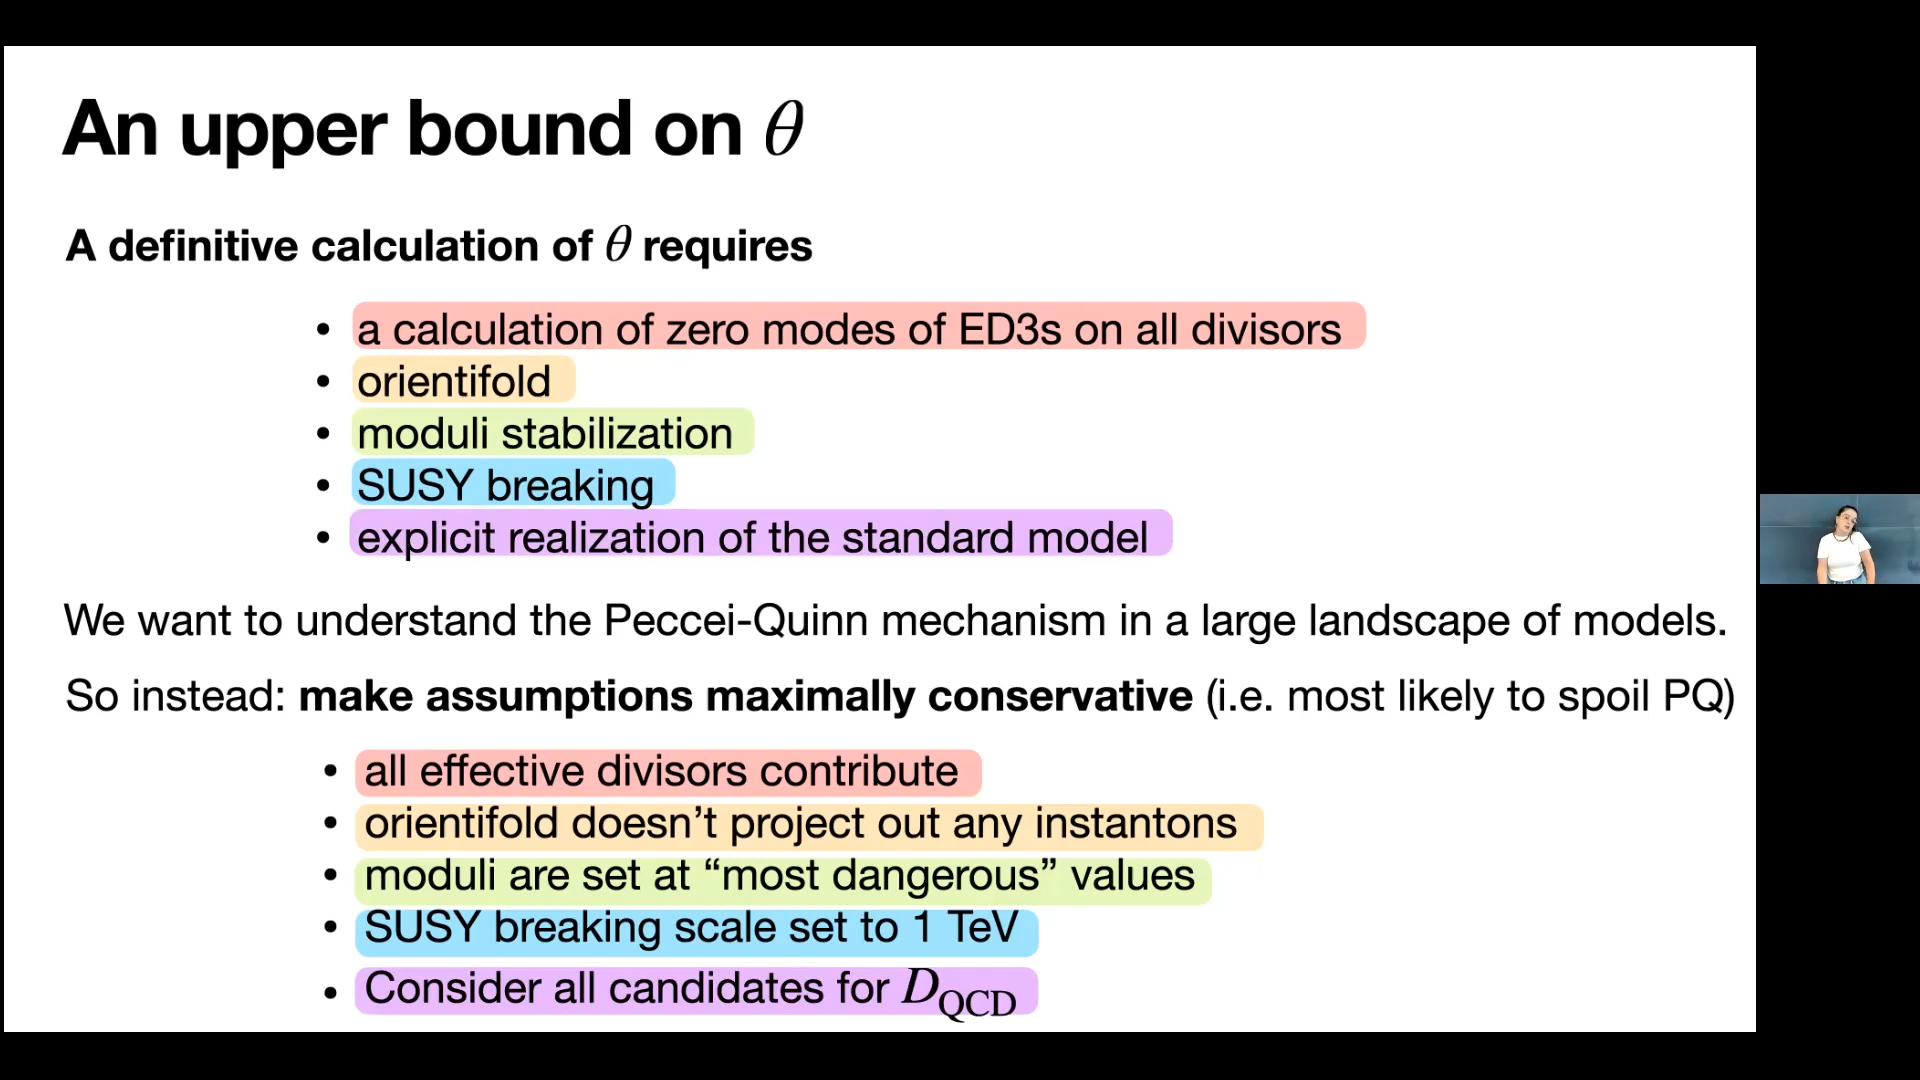 An upper bound on θ
A definitive calculation of θ requires
• a calculation of zero modes of ED3s on all divisors
• orientifold
• moduli stabilization
• SUSY breaking
• explicit realization of the standard model
We want to understand the Peccei-Quinn mechanism in a large landscape of models.
So instead: make assumptions maximally conservative (i.e. most likely to spoil PQ)
• all effective divisors contribute
• orientifold doesn’t project out any instantons
• moduli are set at “most dangerous” values
• SUSY breaking scale set to 1 TeV
• Consider all candidates for D_QCD